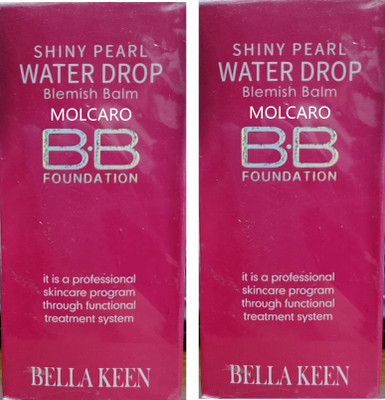 SHINY PEARL
WATER DROP
Blemish Balm
MOLCARO
B·B
FOUNDATION
it is a professional
skincare program
through functional
treatment system
BELLA KEEN
SHINY PEARL
WATER DROP
Blemish Balm
MOLCARO
B·B
FOUNDATION
it is a professional
skincare program
through functional
treatment system
BELLA KEEN